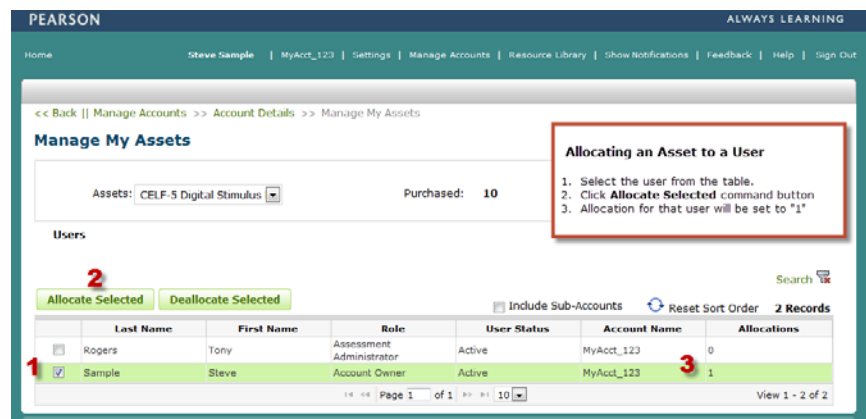 PEARSON ALWAYS LEARNING
Home Steve Sample | MyAcct_123 | Settings | Manage Accounts | Resource Library | Show Notifications | Feedback | Help | Sign Out
<< Back || Manage Accounts >> Account Details >> Manage My Assets
Manage My Assets
Allocating an Asset to a User
1. Select the user from the table.
2. Click Allocate Selected command button
3. Allocation for that user will be set to "1"
Assets: CELF-5 Digital Stimulus Purchased: 10
Users
2
Search
Allocate Selected Deallocate Selected Include Sub-Accounts Reset Sort Order 2 Records
Last Name First Name Role User Status Account Name Allocations
Rogers Tony Assessment Administrator Active MyAcct_123 0
1 Sample Steve Account Owner Active MyAcct_123 3 1
Page 1 of 1 10 View 1 - 2 of 2